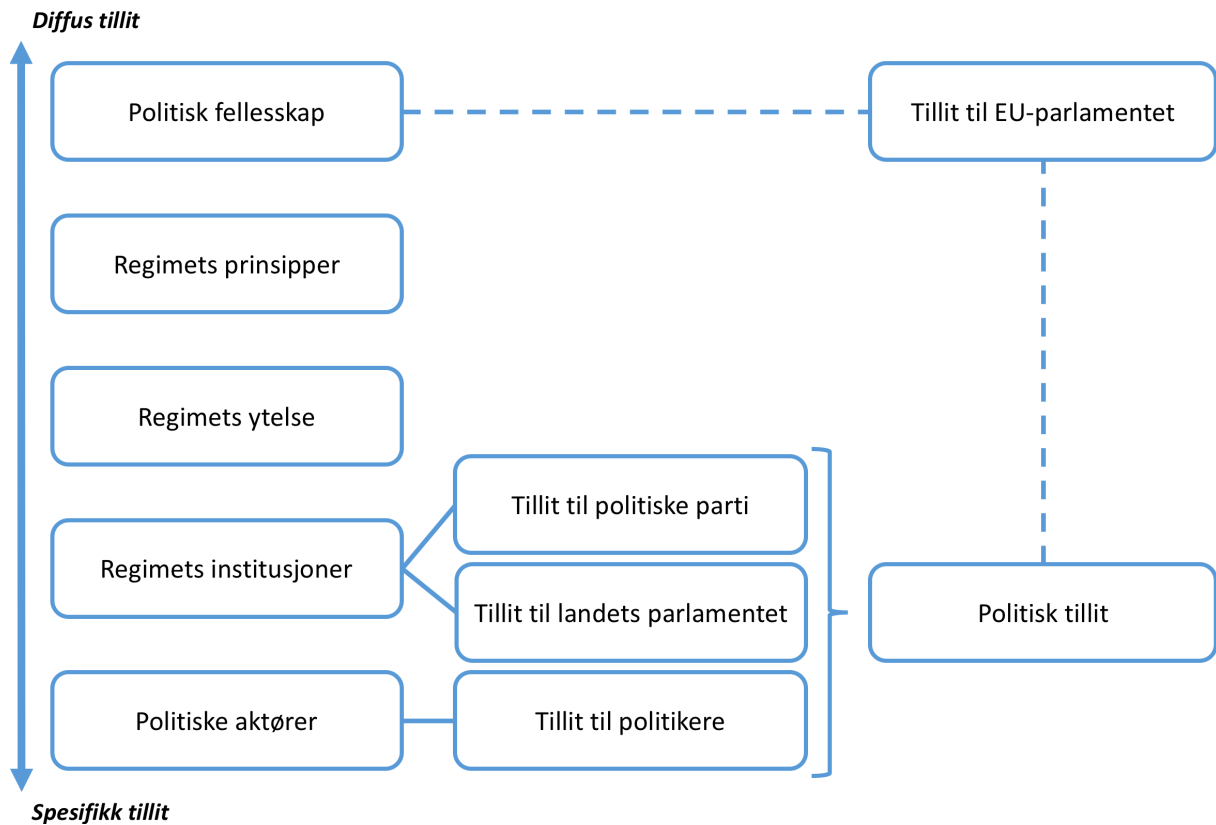 Diffus tillit
Politisk fellesskap
Tillit til EU-parlamentet
Regimets prinsipper
Regimets ytelse
Tillit til politiske parti
Regimets institusjoner
Tillit til landets parlamentet
Politisk tillit
Politiske aktører
Tillit til politikere
Spesifikk tillit